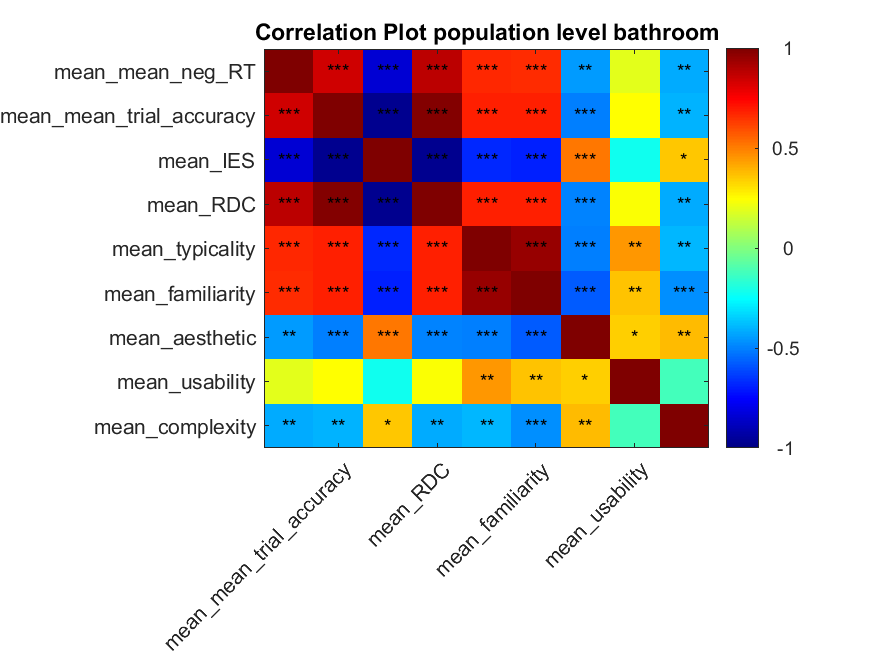 Correlation Plot population level bathroom
mean_mean_neg_RT *** *** *** *** *** ** **
mean_mean_trial_accuracy *** *** *** *** *** *** **
mean_IES *** *** *** *** *** *** *
mean_RDC *** *** *** *** *** *** **
mean_typicality *** *** *** *** *** *** ** **
mean_familiarity *** *** *** *** *** *** ** ***
mean_aesthetic ** *** *** *** *** *** * **
mean_usability ** ** *
mean_complexity ** ** * ** ** *** **
mean_mean_trial_accuracy
mean_RDC
mean_familiarity
mean_usability
1
0.5
0
-0.5
-1